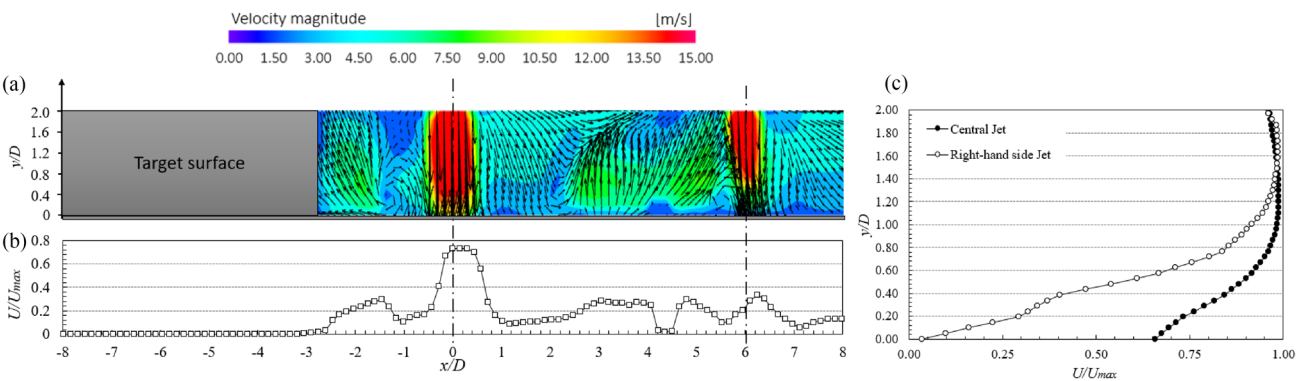 Velocity magnitude [m/s]
0.00 1.50 3.00 4.50 6.00 7.50 9.00 10.50 12.00 13.50 15.00
(a)
y/D
2.0
1.6
1.2
0.8
0.4
0
Target surface
(b)
U/Umax
0.8
0.6
0.4
0.2
0
-8 -7 -6 -5 -4 -3 -2 -1 0 1 2 3 4 5 6 7 8
x/D
(c)
y/D
2.00
1.80
1.60
1.40
1.20
1.00
0.80
0.60
0.40
0.20
0.00
Central Jet
Right-hand side Jet
0.00 0.25 0.50 0.75 1.00
U/Umax